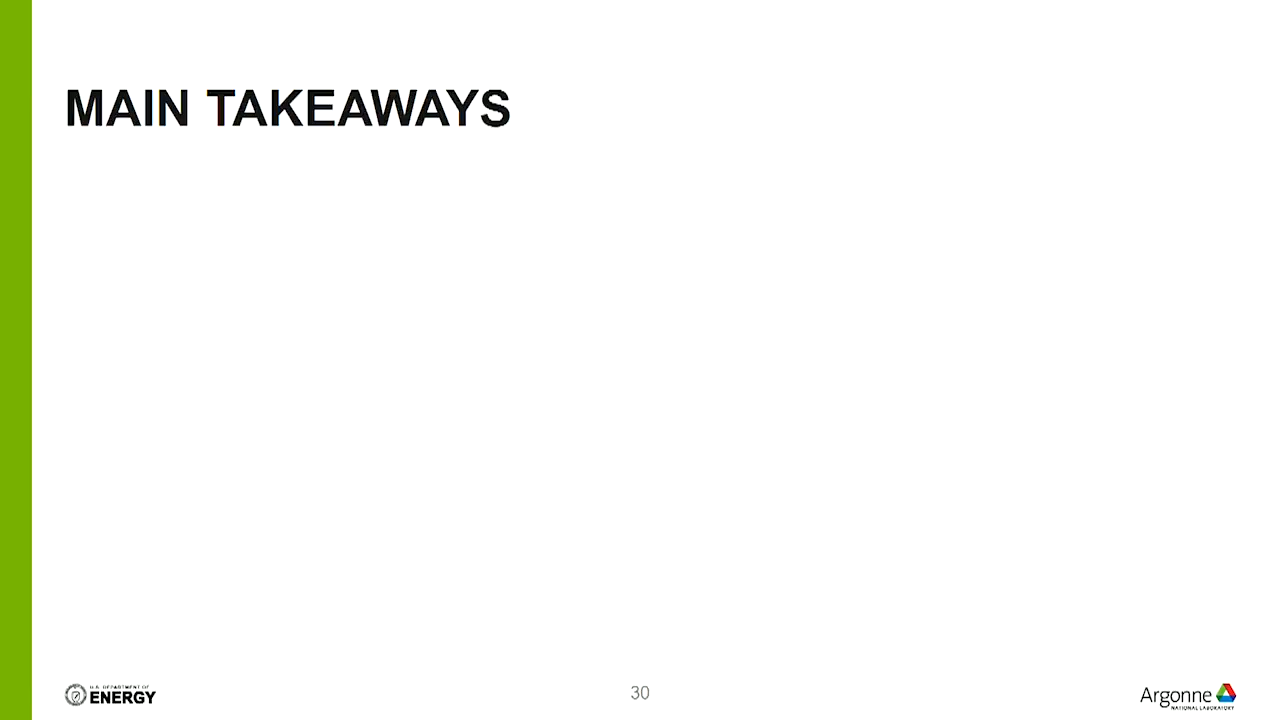 MAIN TAKEAWAYS
U.S. DEPARTMENT OF
ENERGY
30
Argonne
NATIONAL LABORATORY